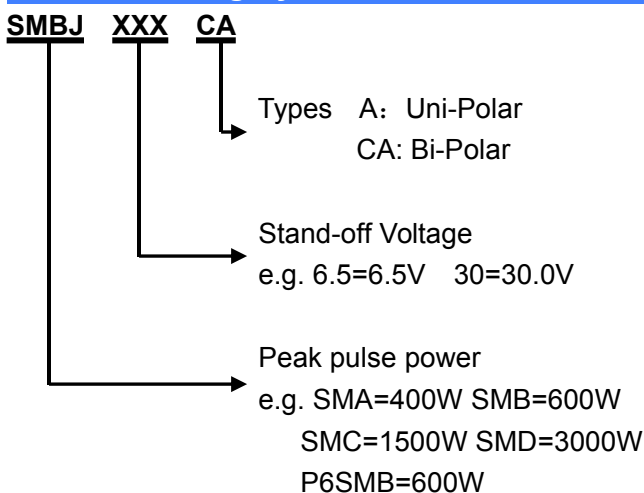 SMBJ XXX CA
Types A：Uni-Polar
CA: Bi-Polar
Stand-off Voltage
e.g. 6.5=6.5V 30=30.0V
Peak pulse power
e.g. SMA=400W SMB=600W
SMC=1500W SMD=3000W
P6SMB=600W